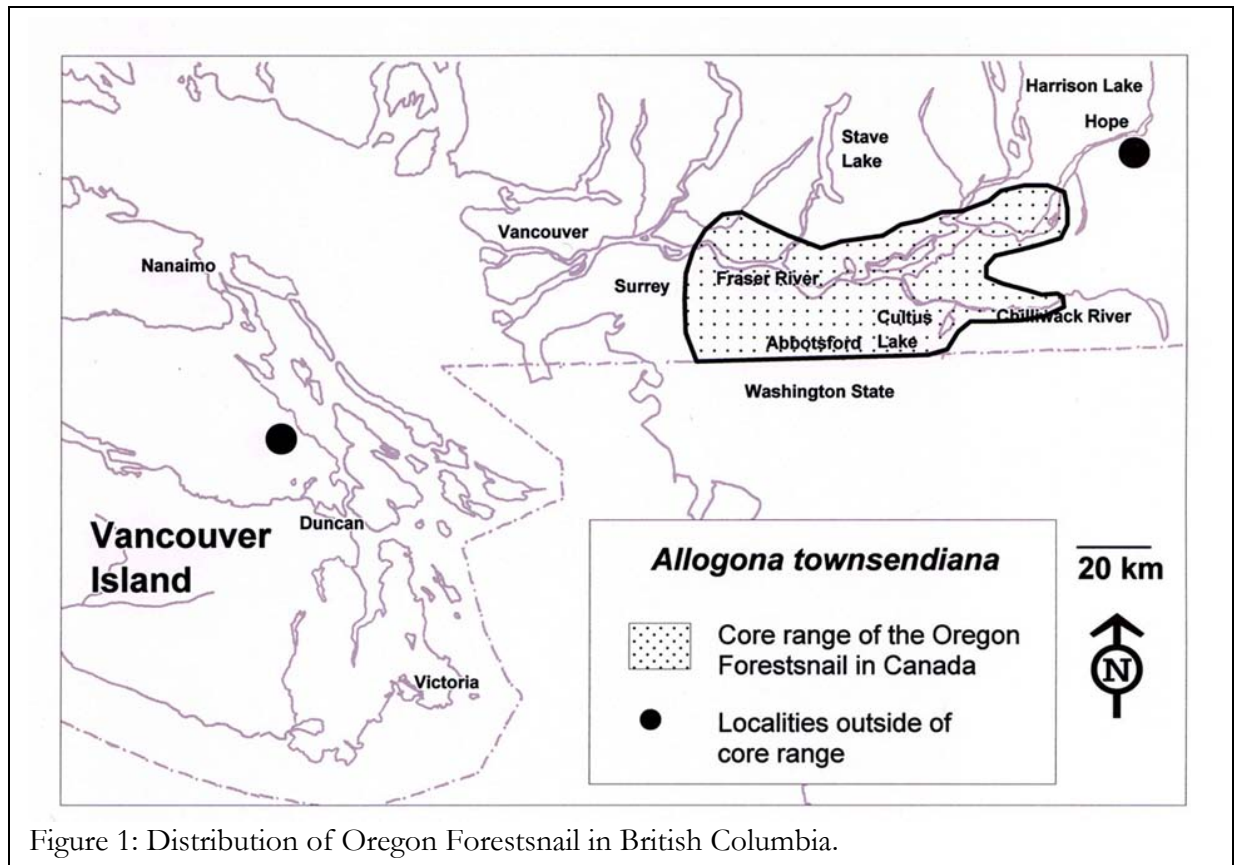 Harrison Lake
Hope
Stave
Lake
Vancouver
Nanaimo
Surrey
Fraser River
Cultus
Lake
Chilliwack River
Abbotsford
Washington State
Duncan
Vancouver
Island
Victoria
Allogona townsendiana
Core range of the Oregon
Forestsnail in Canada
Localities outside of
core range
20 km
N
Figure 1: Distribution of Oregon Forestsnail in British Columbia.